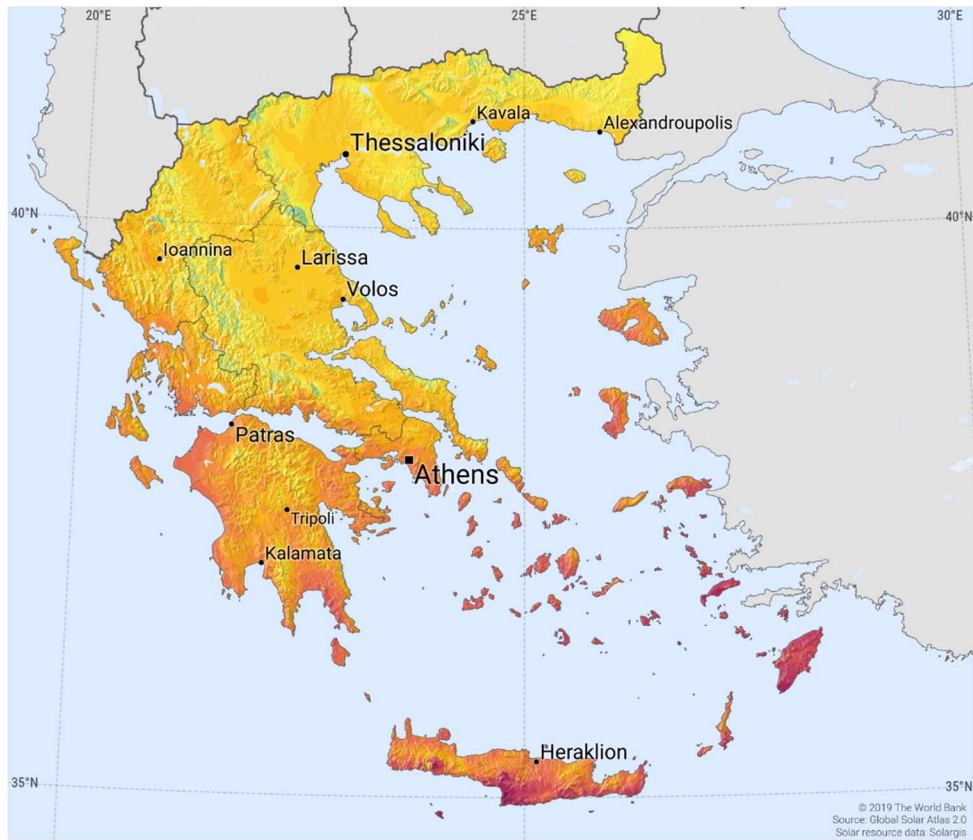 20°E
25°E
30°E
Kavala
Alexandroupolis
Thessaloniki
40°N
40°N
Ioannina
Larissa
Volos
Patras
Athens
Tripoli
Kalamata
Heraklion
35°N
35°N
© 2019 The World Bank
Source: Global Solar Atlas 2.0
Solar resource data: Solargis